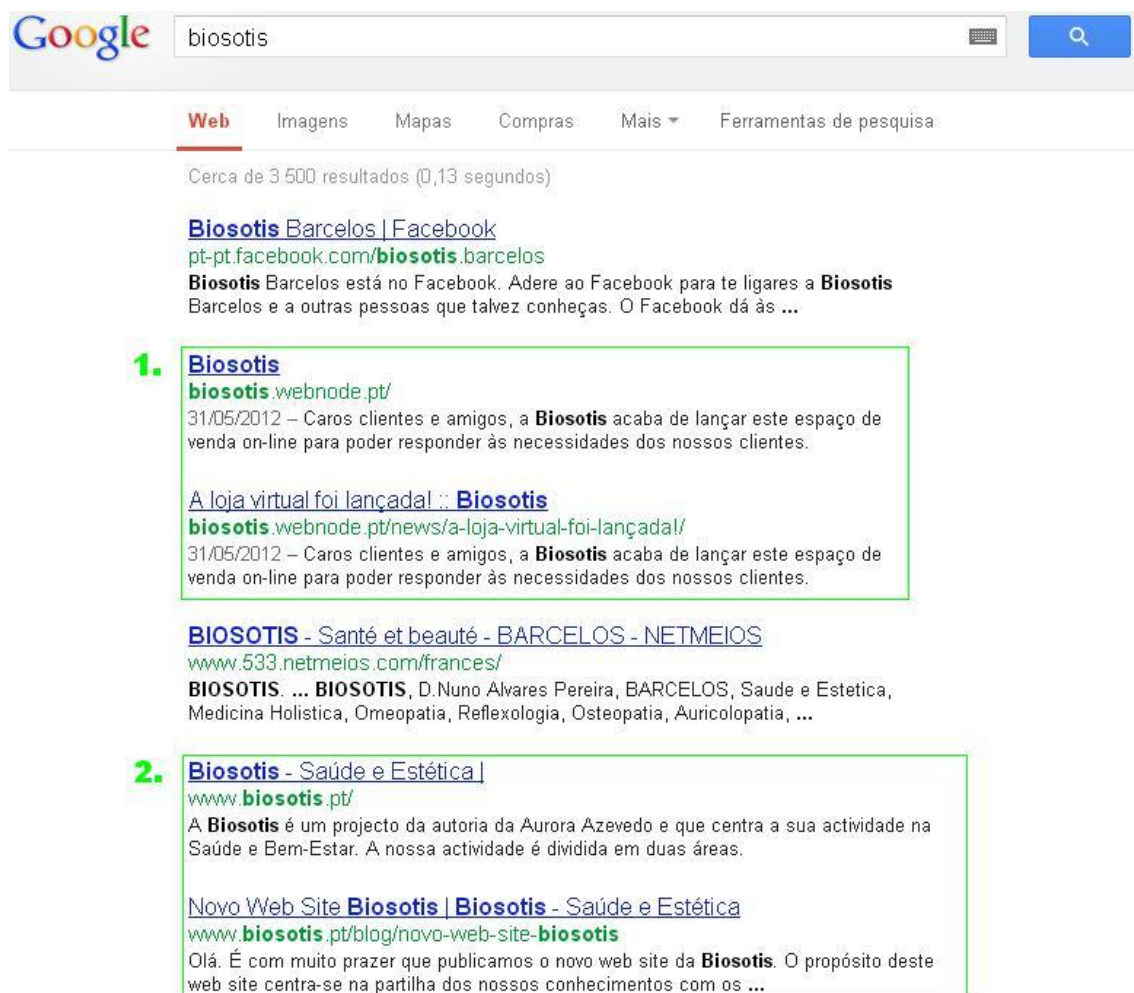 Google biosotis
Web Imagens Mapas Compras Mais Ferramentas de pesquisa
Cerca de 3 500 resultados (0,13 segundos)
Biosotis Barcelos | Facebook
pt-pt.facebook.com/biosotis.barcelos
Biosotis Barcelos está no Facebook. Adere ao Facebook para te ligares a Biosotis
Barcelos e a outras pessoas que talvez conheças. O Facebook dá às ...
1. Biosotis
biosotis.webnode.pt/
31/05/2012 – Caros clientes e amigos, a Biosotis acaba de lançar este espaço de
venda on-line para poder responder às necessidades dos nossos clientes.
A loja virtual foi lançada! :: Biosotis
biosotis.webnode.pt/news/a-loja-virtual-foi-lançada!/
31/05/2012 – Caros clientes e amigos, a Biosotis acaba de lançar este espaço de
venda on-line para poder responder às necessidades dos nossos clientes.
BIOSOTIS - Santé et beauté - BARCELOS - NETMEIOS
www.533.netmeios.com/frances/
BIOSOTIS. ... BIOSOTIS, D.Nuno Alvares Pereira, BARCELOS, Saude e Estetica,
Medicina Holistica, Omeopatia, Reflexologia, Osteopatia, Auricolopatia, ...
2. Biosotis - Saúde e Estética |
www.biosotis.pt/
A Biosotis é um projecto da autoria da Aurora Azevedo e que centra a sua actividade na
Saúde e Bem-Estar. A nossa actividade é dividida em duas áreas.
Novo Web Site Biosotis | Biosotis - Saúde e Estética
www.biosotis.pt/blog/novo-web-site-biosotis
Olá. É com muito prazer que publicamos o novo web site da Biosotis. O propósito deste
web site centra-se na partilha dos nossos conhecimentos com os ...